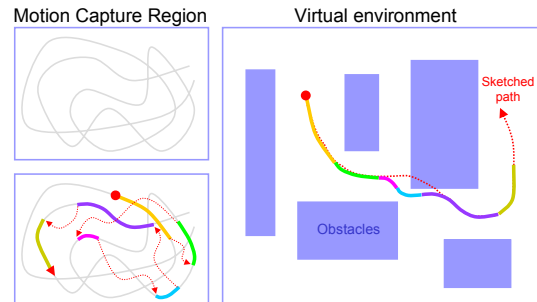 Motion Capture Region
Virtual environment
Sketched
path
Obstacles